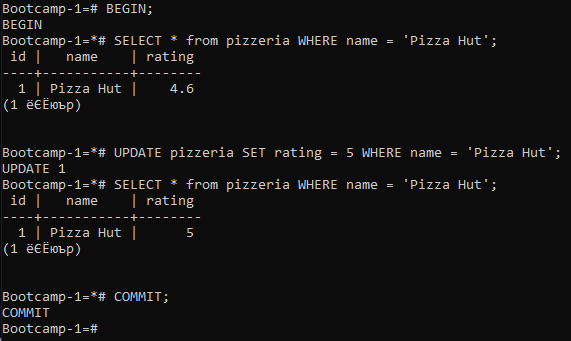 Bootcamp-1=# BEGIN;
BEGIN
Bootcamp-1=*# SELECT * from pizzeria WHERE name = 'Pizza Hut';
 id |   name    | rating
----+-----------+--------
  1 | Pizza Hut |    4.6
(1 ёЄЁюър)
Bootcamp-1=*# UPDATE pizzeria SET rating = 5 WHERE name = 'Pizza Hut';
UPDATE 1
Bootcamp-1=*# SELECT * from pizzeria WHERE name = 'Pizza Hut';
 id |   name    | rating
----+-----------+--------
  1 | Pizza Hut |      5
(1 ёЄЁюър)
Bootcamp-1=*# COMMIT;
COMMIT
Bootcamp-1=#